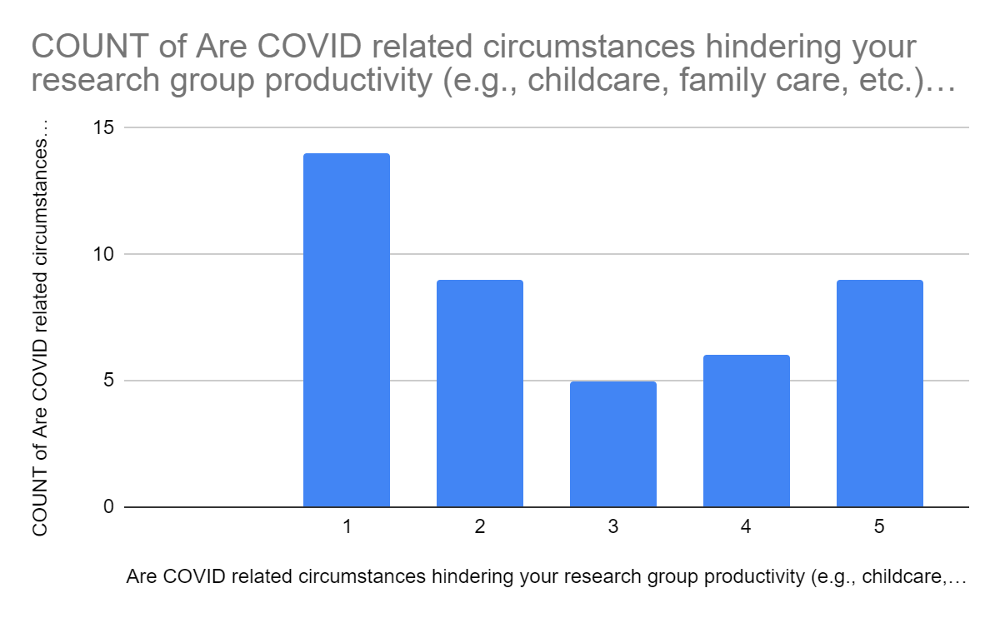 COUNT of Are COVID related circumstances hindering your
research group productivity (e.g., childcare, family care, etc.)…
COUNT of Are COVID related circumstances…
15
10
5
0
1 2 3 4 5
Are COVID related circumstances hindering your research group productivity (e.g., childcare,…